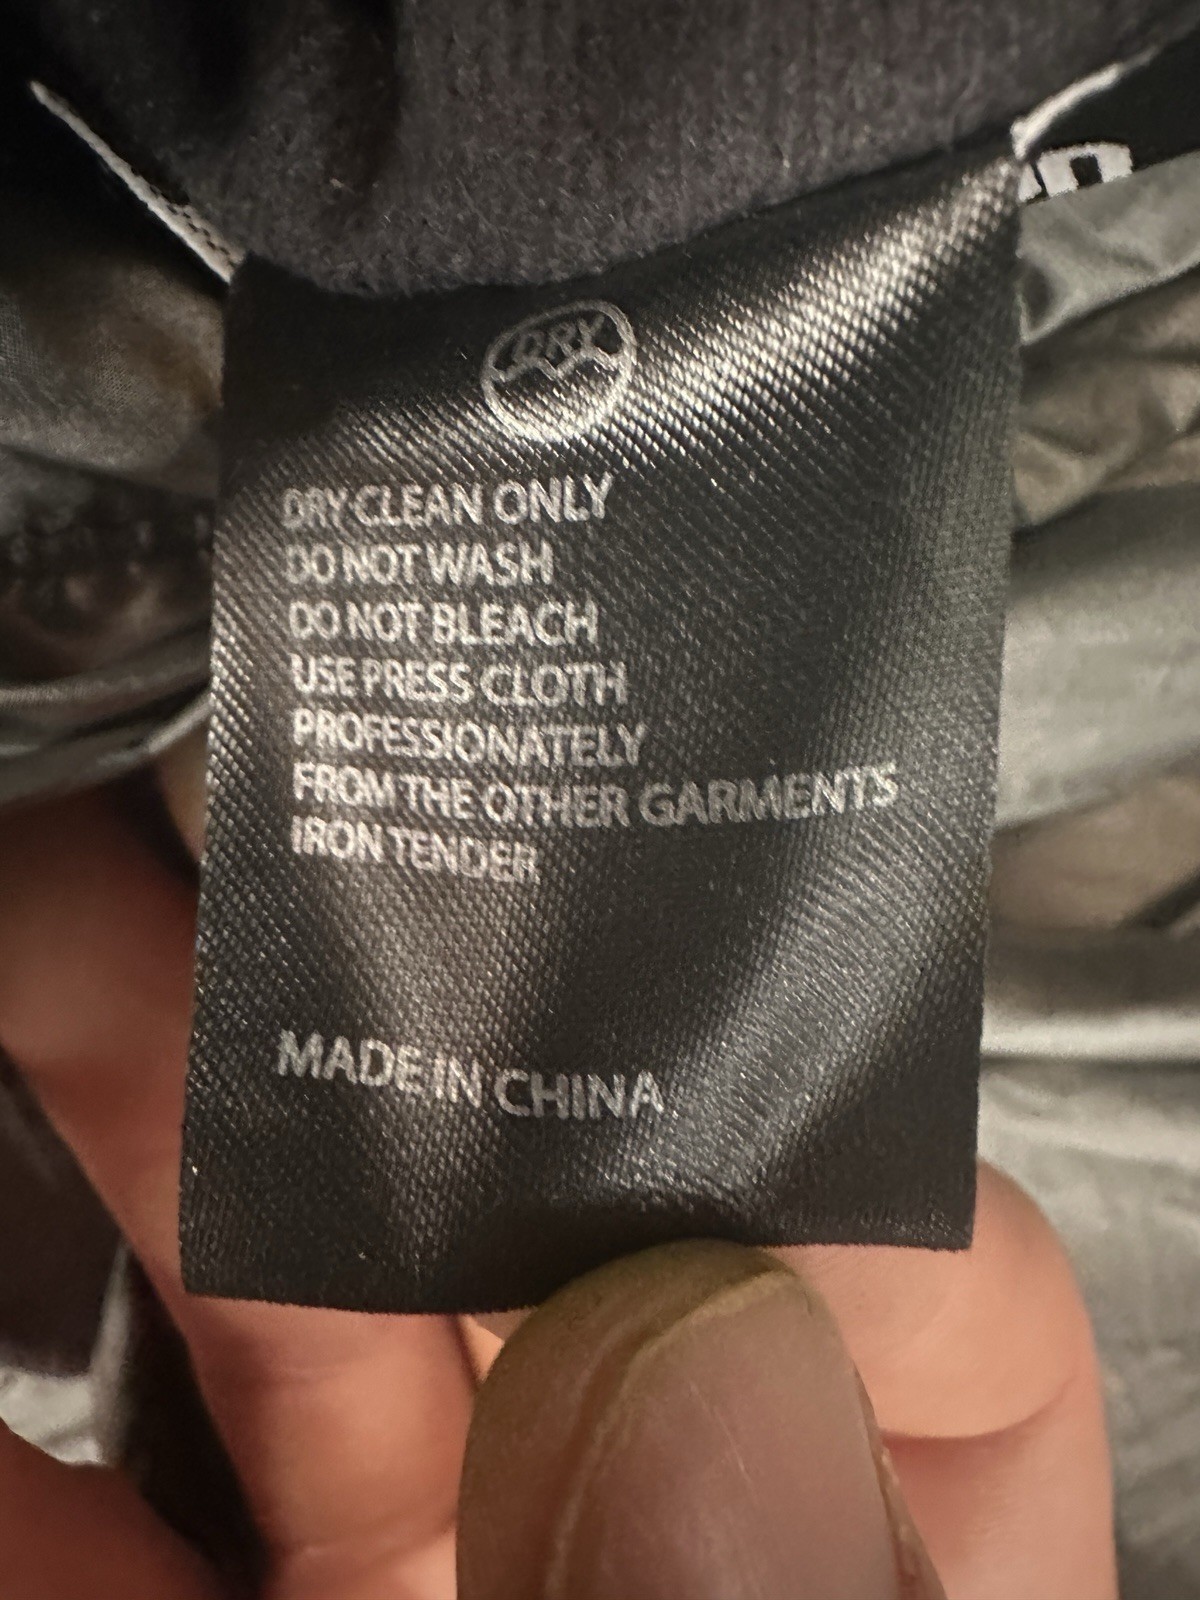 QRY
DRY CLEAN ONLY
DO NOT WASH
DO NOT BLEACH
USE PRESS CLOTH
PROFESSIONATELY
FROM THE OTHER GARMENTS
IRON TENDER
MADE IN CHINA